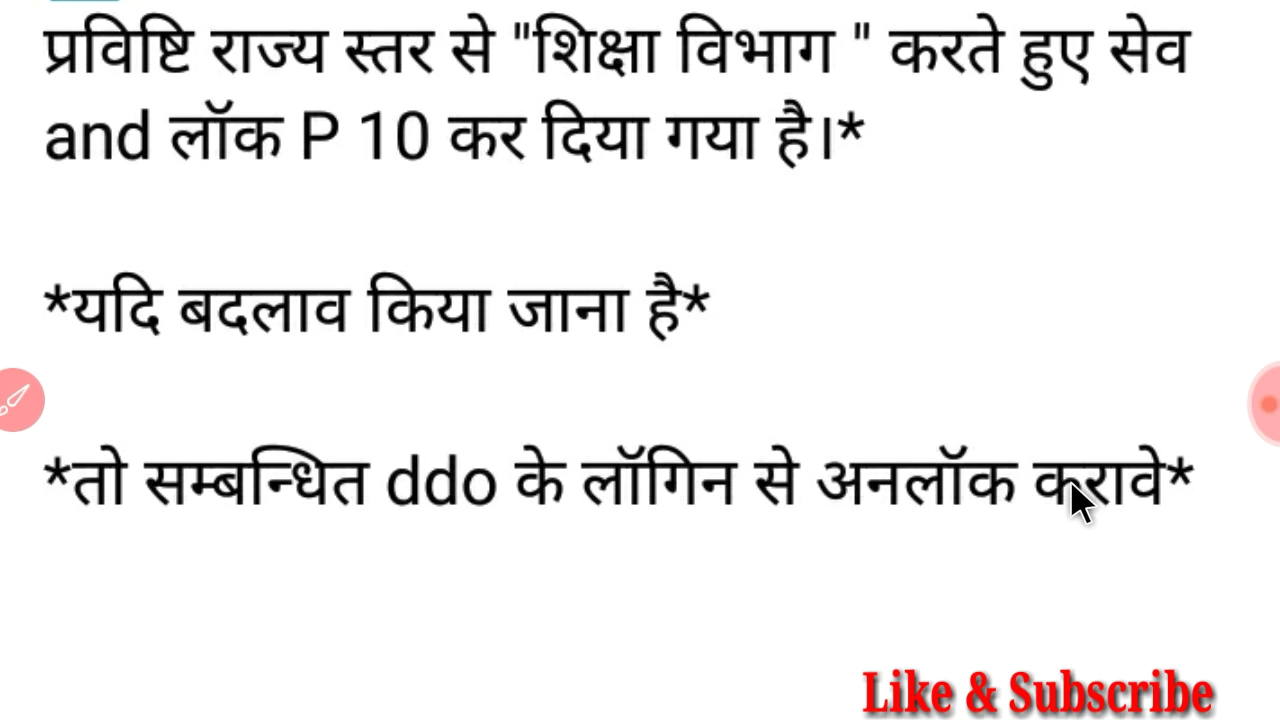 प्रविष्टि राज्य स्तर से "शिक्षा विभाग " करते हुए सेव
and लॉक P 10 कर दिया गया है।*
*यदि बदलाव किया जाना है*
*तो सम्बन्धित ddo के लॉगिन से अनलॉक करावे*
Like & Subscribe